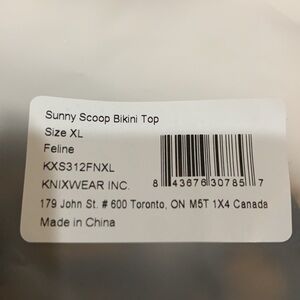 Sunny Scoop Bikini Top
Size XL
Feline
KXS312FNXL
KNIXWEAR INC.
8 43676 30785 7
179 John St. # 600 Toronto, ON M5T 1X4 Canada
Made in China